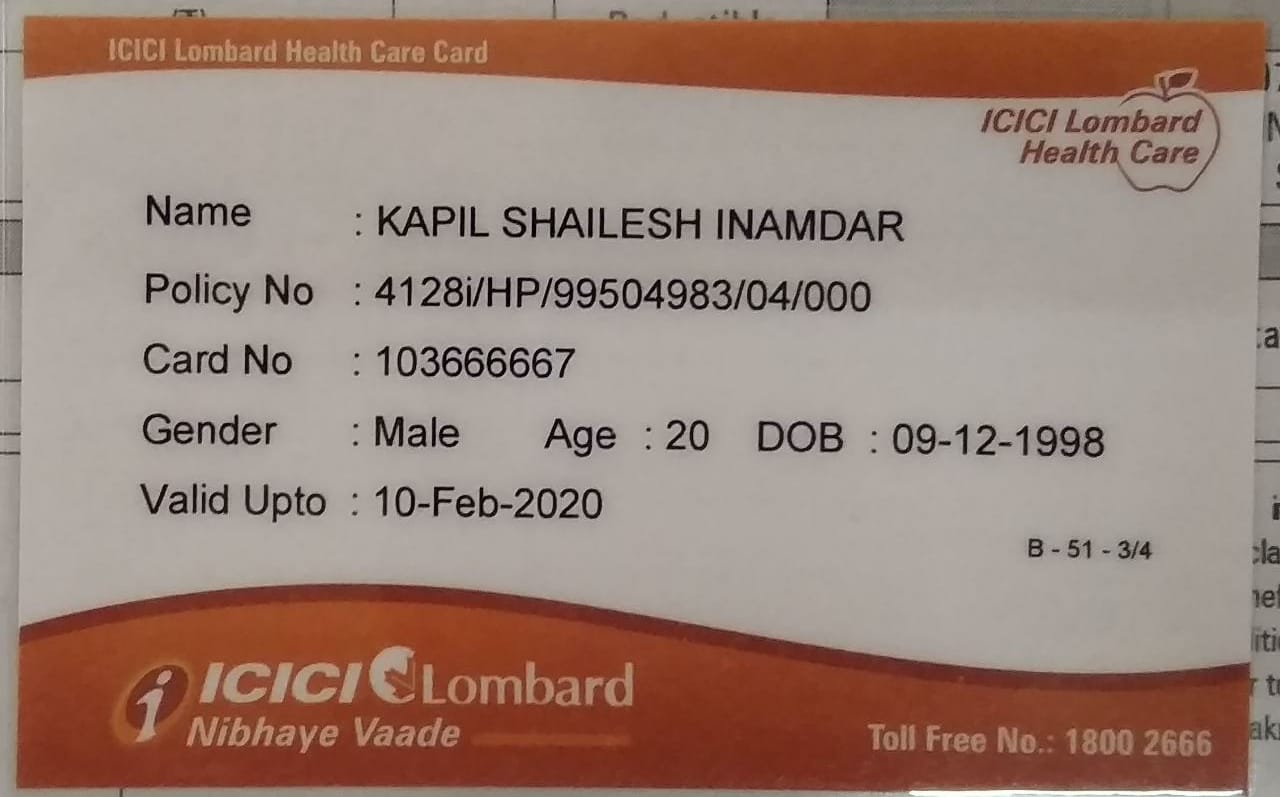 ICICI Lombard Health Care Card
ICICI Lombard
Health Care
Name : KAPIL SHAILESH INAMDAR
Policy No : 4128i/HP/99504983/04/000
Card No : 103666667
Gender : Male Age : 20 DOB : 09-12-1998
Valid Upto : 10-Feb-2020
B - 51 - 3/4
i ICICI Lombard
Nibhaye Vaade
Toll Free No.: 1800 2666